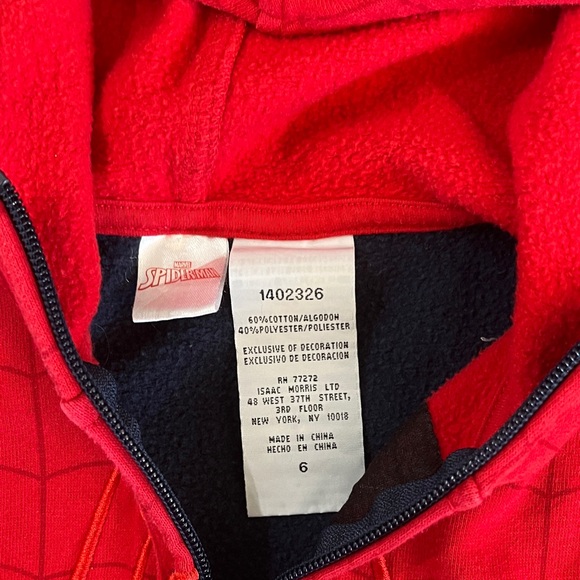 MARVEL
SPIDER-MAN
1402326
60%COTTON/ALGODON
40%POLYESTER/POLIESTER
EXCLUSIVE OF DECORATION
EXCLUSIVO DE DECORACION
RN 77272
ISAAC MORRIS LTD
48 WEST 37TH STREET,
3RD FLOOR
NEW YORK, NY 10018
MADE IN CHINA
HECHO EN CHINA
6